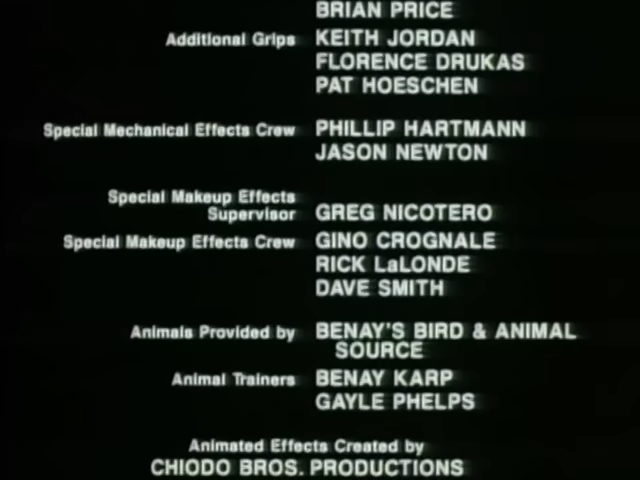 BRIAN PRICE
Additional Grips KEITH JORDAN
FLORENCE DRUKAS
PAT HOESCHEN
Special Mechanical Effects Crew PHILLIP HARTMANN
JASON NEWTON
Special Makeup Effects
Supervisor GREG NICOTERO
Special Makeup Effects Crew GINO CROGNALE
RICK LaLONDE
DAVE SMITH
Animals Provided by BENAY'S BIRD & ANIMAL
SOURCE
Animal Trainers BENAY KARP
GAYLE PHELPS
Animated Effects Created by
CHIODO BROS. PRODUCTIONS